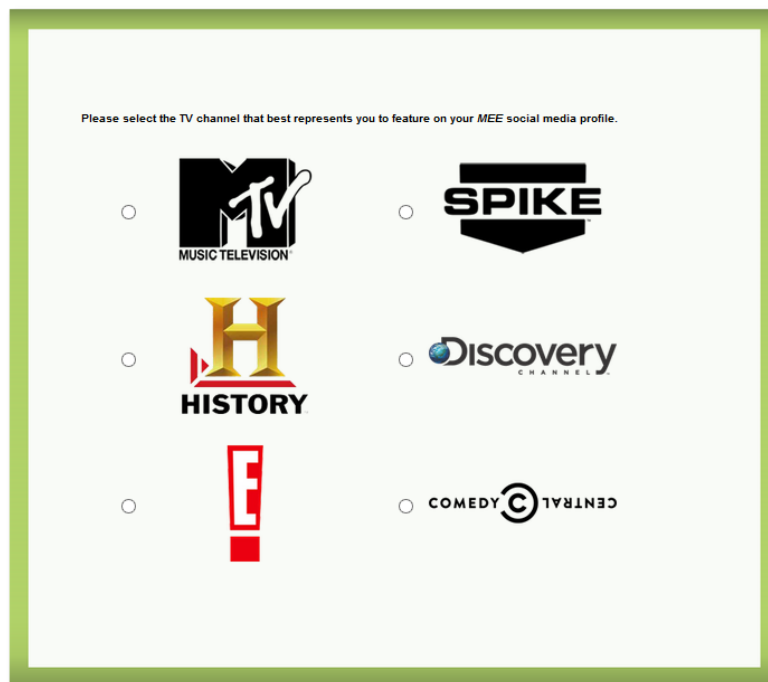 Please select the TV channel that best represents you to feature on your MEE social media profile.
MTV
MUSIC TELEVISION
SPIKE
H
HISTORY
DISCOVERY
CHANNEL
E!
COMEDY C CENTRAL